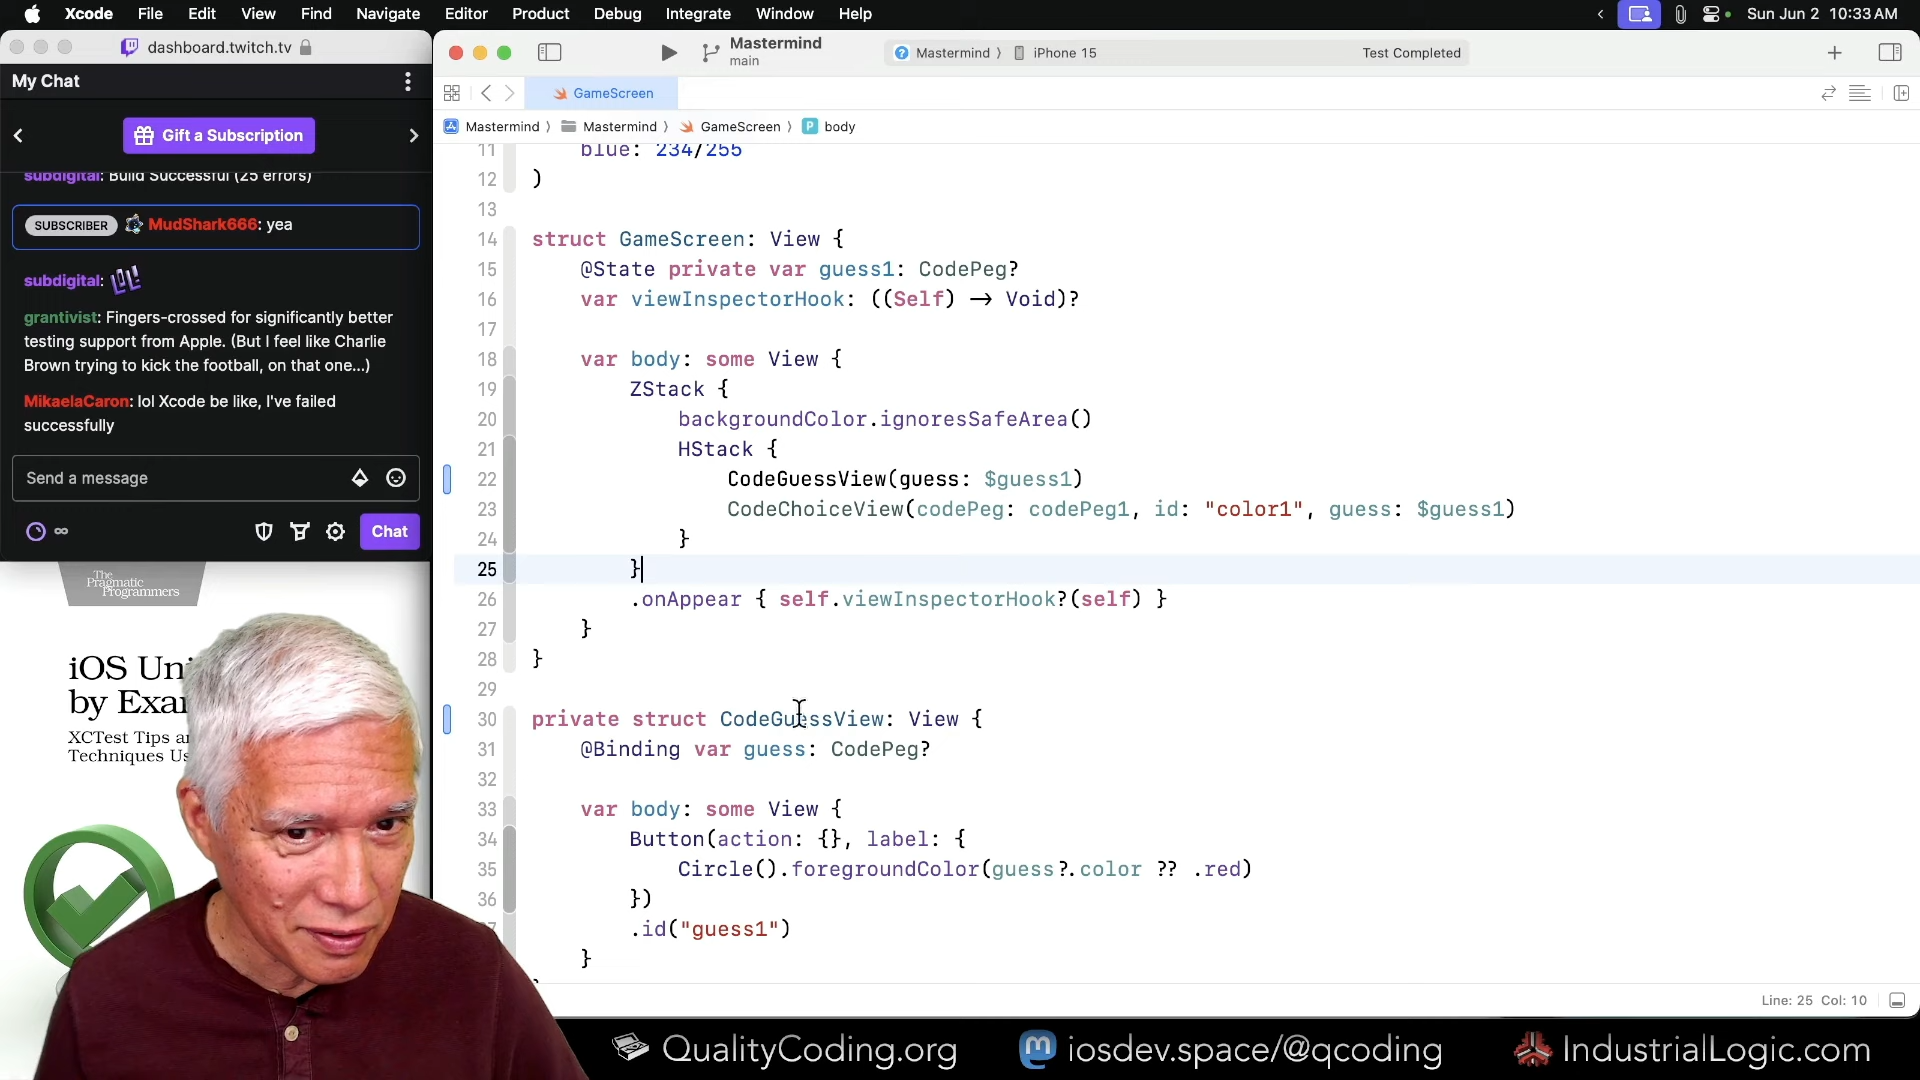 Xcode File Edit View Find Navigate Editor Product Debug Integrate Window Help Sun Jun 2 10:33 AM
dashboard.twitch.tv
My Chat
Gift a Subscription
subdigital: Build Successful (25 errors)
SUBSCRIBER MudShark666: yea
subdigital: LUL
grantivist: Fingers-crossed for significantly better
testing support from Apple. (But I feel like Charlie
Brown trying to kick the football, on that one...)
MikaelaCaron: lol Xcode be like, I've failed
successfully
Send a message
∞ Chat
The
Pragmatic
Programmers
iOS Uni
by Exam
XCTest Tips an
Techniques Us
Mastermind
main
Mastermind 〉 iPhone 15 Test Completed
GameScreen
Mastermind 〉 Mastermind 〉 GameScreen 〉 P body
11 blue: 234/255
12 )
13
14 struct GameScreen: View {
15 @State private var guess1: CodePeg?
16 var viewInspectorHook: ((Self) -> Void)?
17
18 var body: some View {
19 ZStack {
20 backgroundColor.ignoresSafeArea()
21 HStack {
22 CodeGuessView(guess: $guess1)
23 CodeChoiceView(codePeg: codePeg1, id: "color1", guess: $guess1)
24 }
25 }
26 .onAppear { self.viewInspectorHook?(self) }
27 }
28 }
29
30 private struct CodeGuessView: View {
31 @Binding var guess: CodePeg?
32
33 var body: some View {
34 Button(action: {}, label: {
35 Circle().foregroundColor(guess?.color ?? .red)
36 })
.id("guess1")
}
Line: 25 Col: 10
QualityCoding.org iosdev.space/@qcoding IndustrialLogic.com